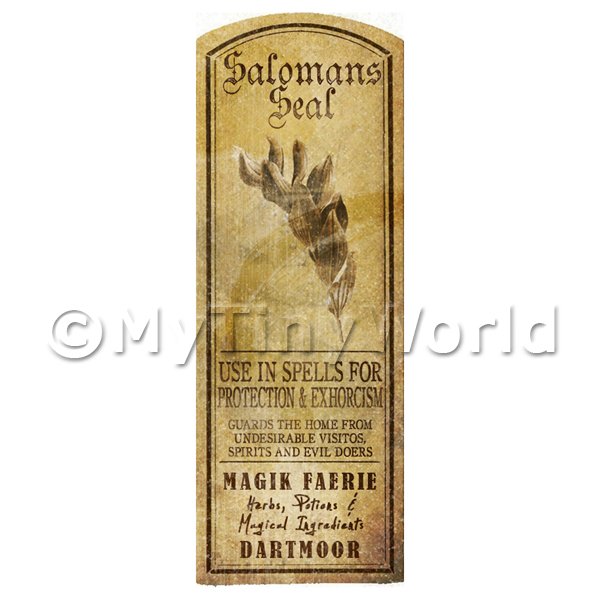 Salomans
Seal
©MyTinyWorld
USE IN SPELLS FOR
PROTECTION & EXHORCISM
GUARDS THE HOME FROM
UNDESIRABLE VISITOS,
SPIRITS AND EVIL DOERS
MAGIK FAERIE
Herbs, Potions &
Magical Ingredients
DARTMOOR